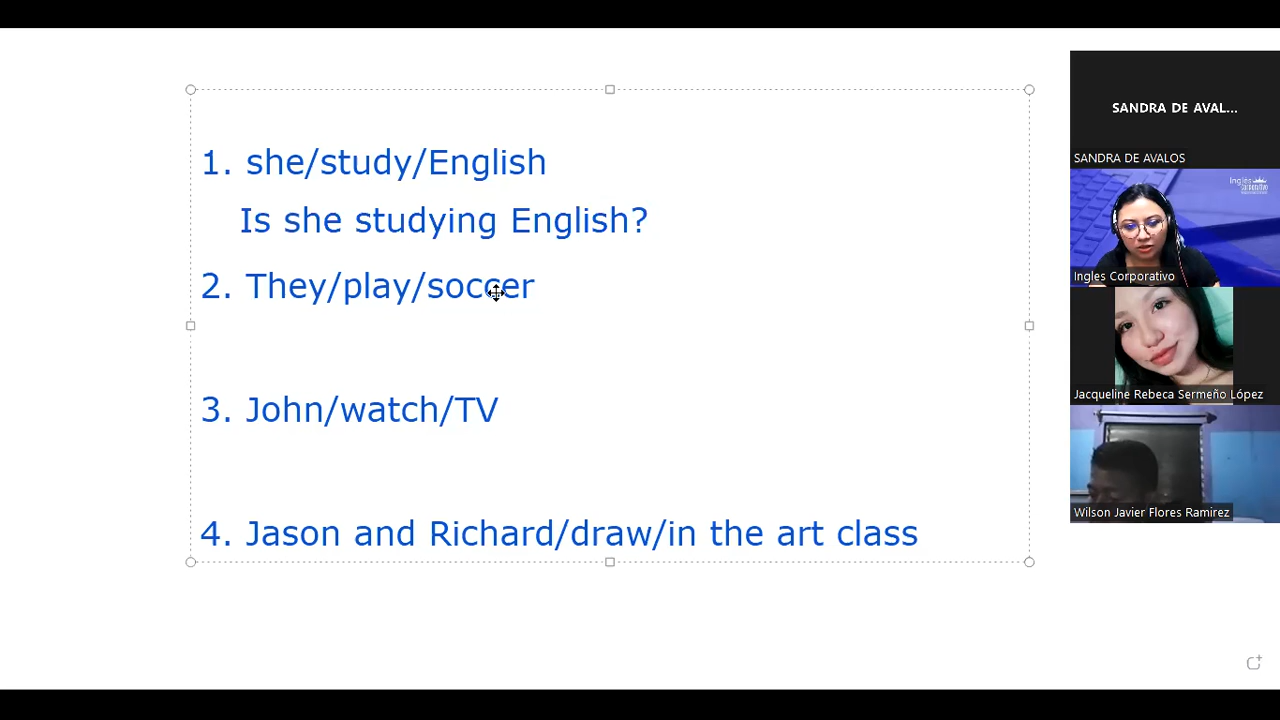 1. she/study/English
Is she studying English?
2. They/play/soccer
3. John/watch/TV
4. Jason and Richard/draw/in the art class
SANDRA DE AVAL...
SANDRA DE AVALOS
Inglés
corporativo
Ingles Corporativo
Jacqueline Rebeca Sermeño López
Wilson Javier Flores Ramirez